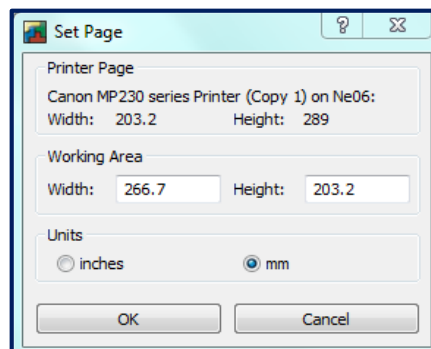 Set Page
Printer Page
Canon MP230 series Printer (Copy 1) on Ne06:
Width: 203.2 Height: 289
Working Area
Width: 266.7 Height: 203.2
Units
inches mm
OK Cancel